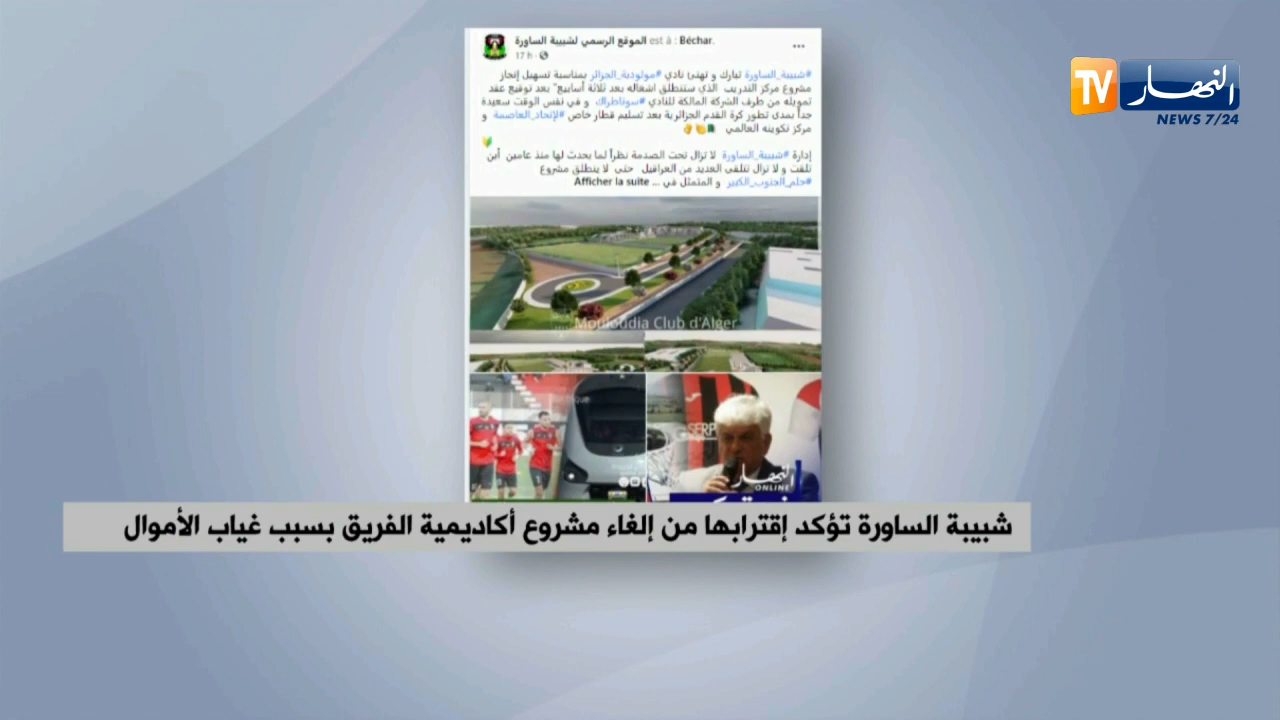 الموقع الرسمي لشبيبة الساورة est à : Béchar.
17 h
#شبيبة_الساورة تبارك و تهنئ نادي #مولودية_الجزائر بمناسبة تسهيل إنجاز
مشروع مركز التدريب الذي ستنطلق اشغاله بعد ثلاثة أسابيع" بعد توقيع عقد
تمويله من طرف الشركة المالكة للنادي #سوناطراك و في نفس الوقت سعيدة
جداً بمدى تطور كرة القدم الجزائرية بعد تسليم قطار خاص #لإتحاد_العاصمة و
مركز تكوينه العالمي
إدارة #شبيبة_الساورة لا تزال تحت الصدمة نظراً لما يحدث لها منذ عامين أين
تلقت و لا تزال تتلقى العديد من العراقيل حتى لا ينطلق مشروع
#حلم_الجنوب_الكبير و المتمثل في ... Afficher la suite
النهار TV
NEWS 7/24
Mouloudia Club d'Alger
SERP
النهار
ONLINE
شبيبة الساورة تؤكد إقترابها من إلغاء مشروع أكاديمية الفريق بسبب غياب الأموال